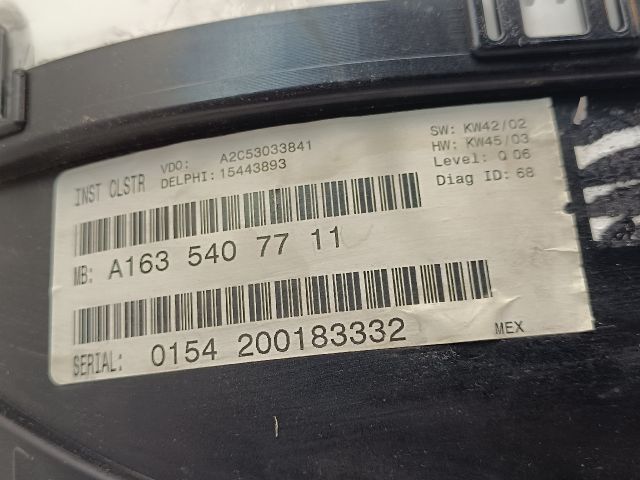 INST CLSTR
VDO: A2C53033841
DELPHI: 15443893
SW: KW42/02
HW: KW45/03
Level: Q 06
Diag ID: 68
MB: A163 540 77 11
SERIAL: 0154 200183332
MEX